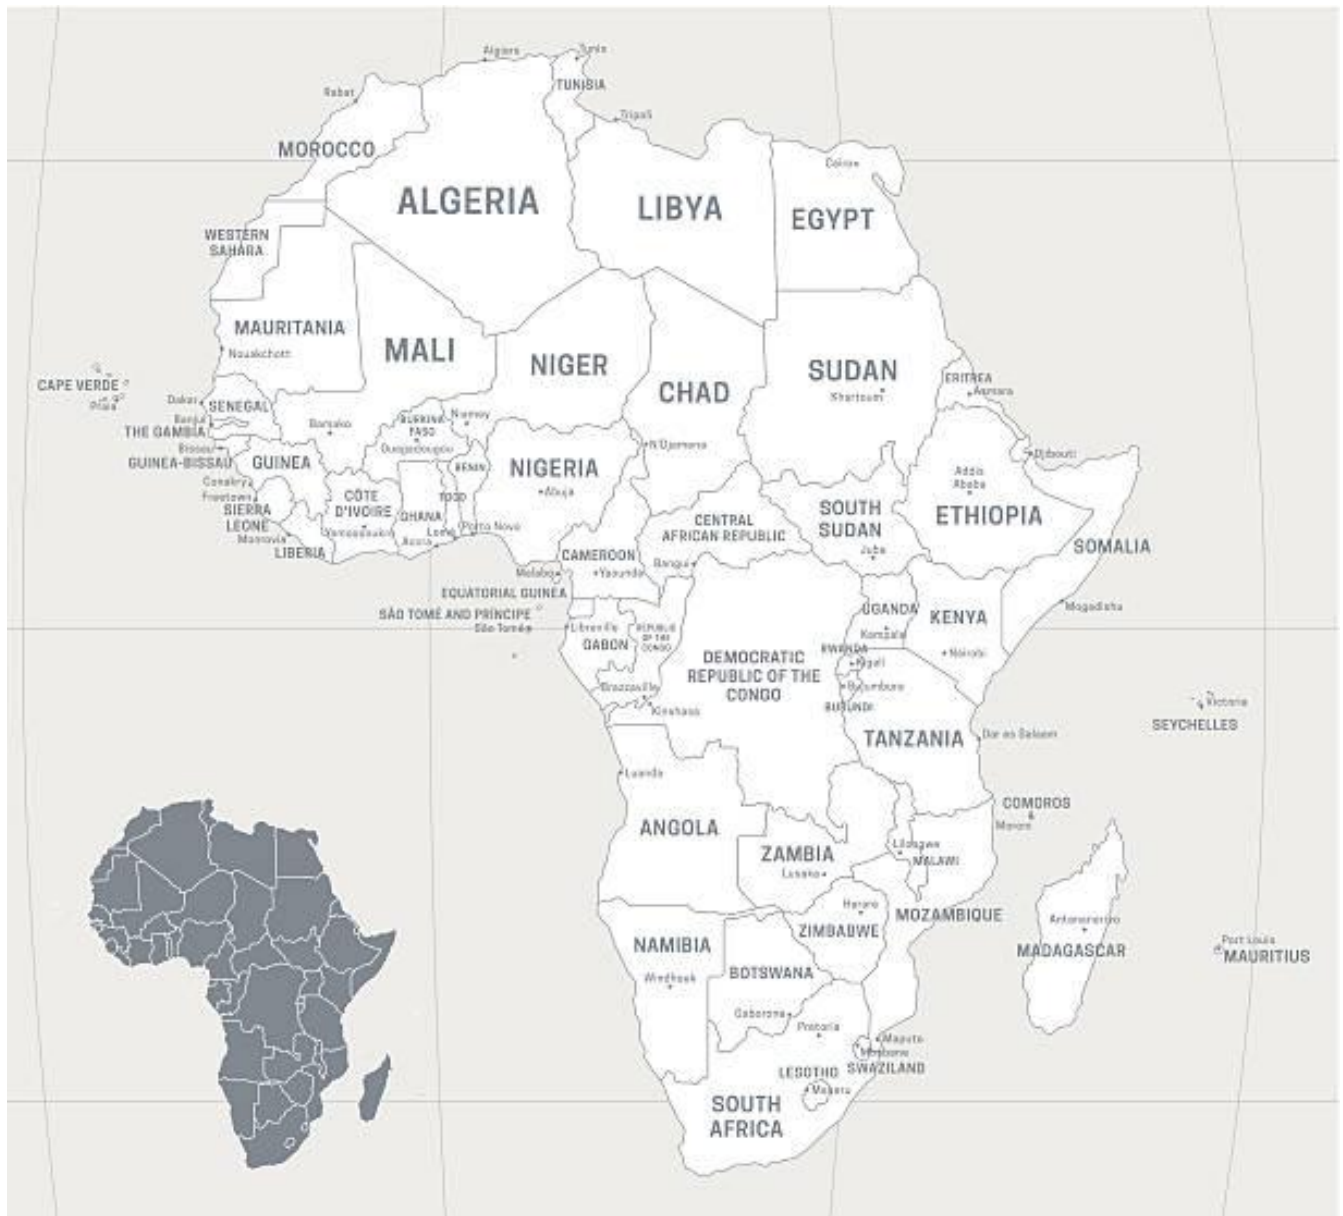 Algiers
Tunis
TUNISIA
Rabat
Tripoli
MOROCCO
Cairo
ALGERIA
LIBYA
EGYPT
WESTERN
SAHARA
MAURITANIA
Nouakchott
MALI
NIGER
CHAD
SUDAN
Khartoum
ERITREA
Asmara
CAPE VERDE
Praia
Dakar
SENEGAL
Banjul
THE GAMBIA
Bissau
GUINEA-BISSAU
Bamako
BURKINA
FASO
Ouagadougou
Niamey
N'Djamena
Djibouti
GUINEA
BENIN
NIGERIA
Abuja
Addis
Ababa
ETHIOPIA
Conakry
Freetown
SIERRA
LEONE
Monrovia
LIBERIA
CÔTE
D'IVOIRE
Yamoussoukro
GHANA
TOGO
Accra
Lomé
Porto Novo
CENTRAL
AFRICAN REPUBLIC
SOUTH
SUDAN
Juba
SOMALIA
CAMEROON
Yaounde
Bangui
Malabo
EQUATORIAL GUINEA
SÃO TOMÉ AND PRÍNCIPE
São Tomé
Libreville
GABON
REPUBLIC
OF THE
CONGO
UGANDA
Kampala
KENYA
Nairobi
Mogadishu
RWANDA
Kigali
DEMOCRATIC
REPUBLIC OF THE
CONGO
Brazzaville
Kinshasa
Bujumbura
BURUNDI
Victoria
SEYCHELLES
TANZANIA
Dar es Salaam
Luanda
ANGOLA
COMOROS
Moroni
ZAMBIA
Lusaka
Lilongwe
MALAWI
Harare
MOZAMBIQUE
ZIMBABWE
Antananarivo
MADAGASCAR
Port Louis
MAURITIUS
NAMIBIA
Windhoek
BOTSWANA
Gaborone
Pretoria
Maputo
Mbabane
SWAZILAND
LESOTHO
Maseru
SOUTH
AFRICA